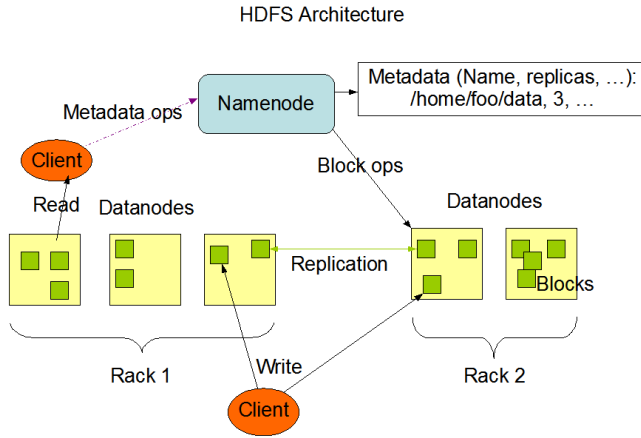 HDFS Architecture
Metadata (Name, replicas, …):
/home/foo/data, 3, …
Namenode
Metadata ops
Client
Block ops
Read
Datanodes
Datanodes
Replication
Blocks
Write
Rack 1
Rack 2
Client